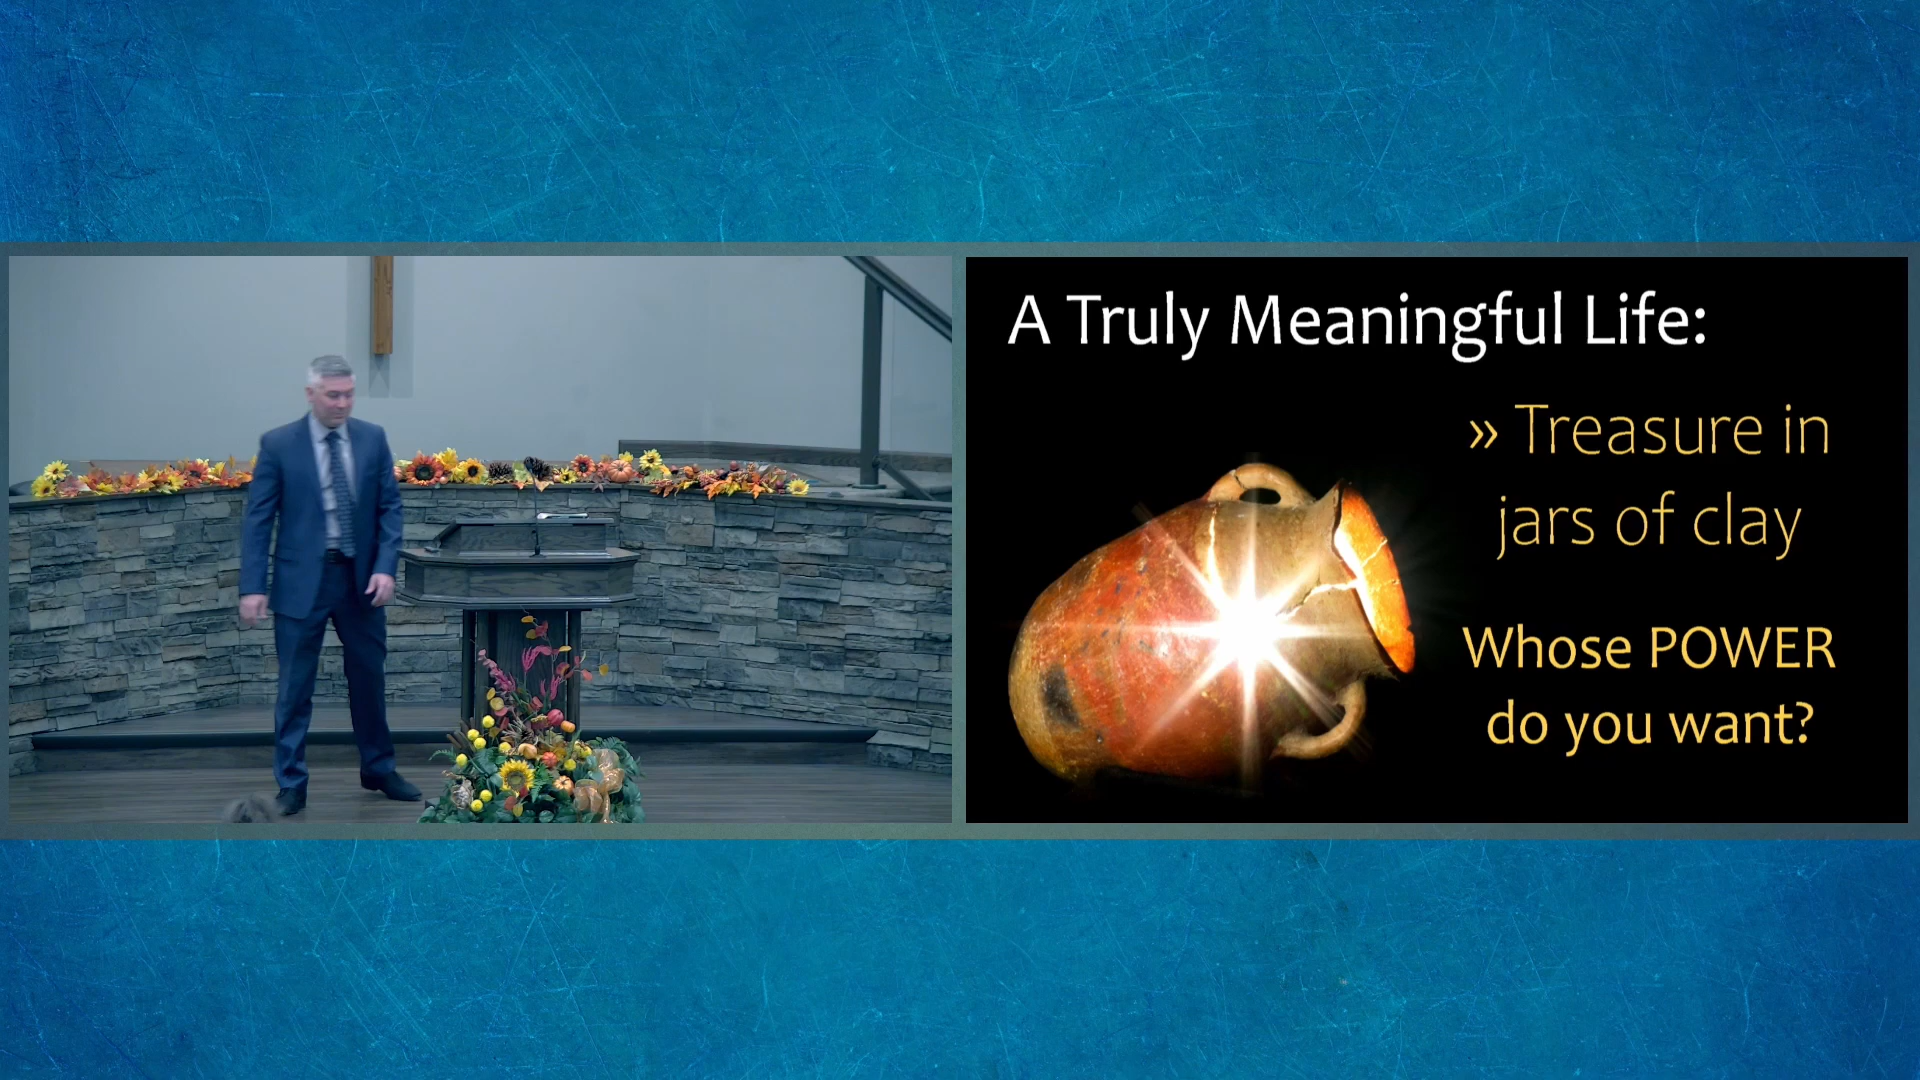 A Truly Meaningful Life:
» Treasure in
jars of clay
Whose POWER
do you want?